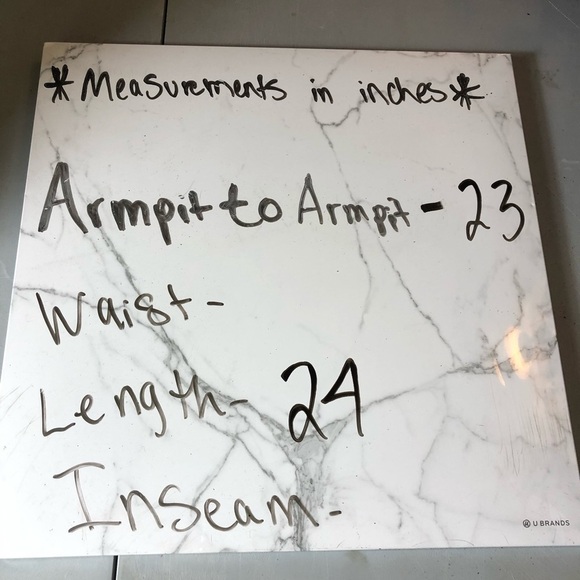 *Measurements in inches*
Armpit to Armpit - 23
Waist -
Length - 24
Inseam -
U BRANDS